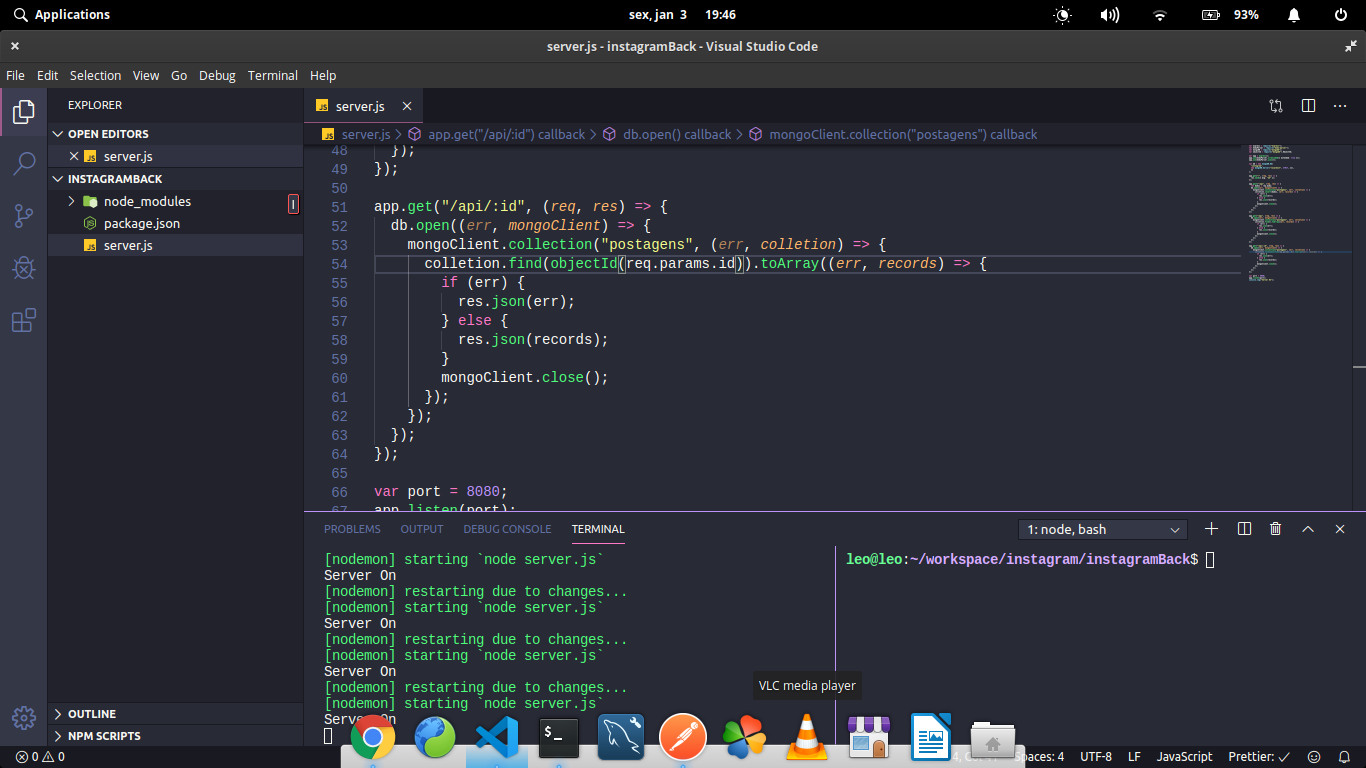 Applications
sex, jan 3 19:46
93%
server.js - instagramBack - Visual Studio Code
File Edit Selection View Go Debug Terminal Help
EXPLORER
OPEN EDITORS
server.js
INSTAGRAMBACK
node_modules
package.json
server.js
OUTLINE
NPM SCRIPTS
server.js
server.js > app.get("/api/:id") callback > db.open() callback > mongoClient.collection("postagens") callback
48 });
49 });
50
51 app.get("/api/:id", (req, res) => {
52 db.open((err, mongoClient) => {
53 mongoClient.collection("postagens", (err, colletion) => {
54 colletion.find(objectId(req.params.id)).toArray((err, records) => {
55 if (err) {
56 res.json(err);
57 } else {
58 res.json(records);
59 }
60 mongoClient.close();
61 });
62 });
63 });
64 });
65
66 var port = 8080;
67 app.listen(port);
PROBLEMS OUTPUT DEBUG CONSOLE TERMINAL
1: node, bash
[nodemon] starting `node server.js`
Server On
[nodemon] restarting due to changes...
[nodemon] starting `node server.js`
Server On
[nodemon] restarting due to changes...
[nodemon] starting `node server.js`
Server On
[nodemon] restarting due to changes...
[nodemon] starting `node server.js`
Server On
leo@leo:~/workspace/instagram/instagramBack$
VLC media player
0 0
Spaces: 4 UTF-8 LF JavaScript Prettier: ✓